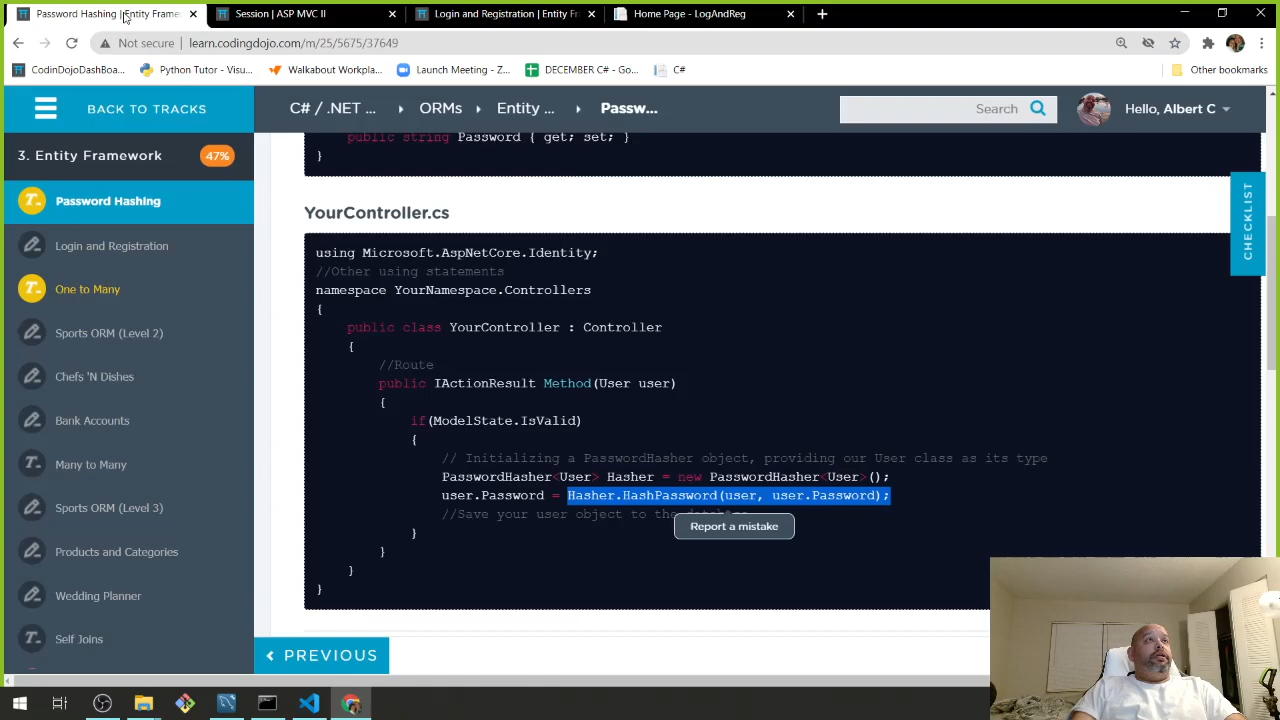 Password Hashing | Entity Frame
Session | ASP MVC II
Login and Registration | Entity F
Home Page - LogAndReg
Not secure
learn.codingdojo.com/m/25/5675/37649
CodinDojoDashBoa...
Python Tutor - Visu...
Walkabout Workpla...
Launch Meeting - Z...
DECEMBER C# - Go...
C#
Other bookmarks
BACK TO TRACKS
C# / .NET ...
ORMs
Entity ...
Passw...
Search
Hello, Albert C
3. Entity Framework
47%
Password Hashing
Login and Registration
One to Many
Sports ORM (Level 2)
Chefs 'N Dishes
Bank Accounts
Many to Many
Sports ORM (Level 3)
Products and Categories
Wedding Planner
Self Joins
public string Password { get; set; }
}
YourController.cs
using Microsoft.AspNetCore.Identity;
//Other using statements
namespace YourNamespace.Controllers
{
public class YourController : Controller
{
//Route
public IActionResult Method(User user)
{
if(ModelState.IsValid)
{
// Initializing a PasswordHasher object, providing our User class as its type
PasswordHasher<User> Hasher = new PasswordHasher<User>();
user.Password = Hasher.HashPassword(user, user.Password);
//Save your user object to the
}
}
}
}
Report a mistake
CHECKLIST
PREVIOUS